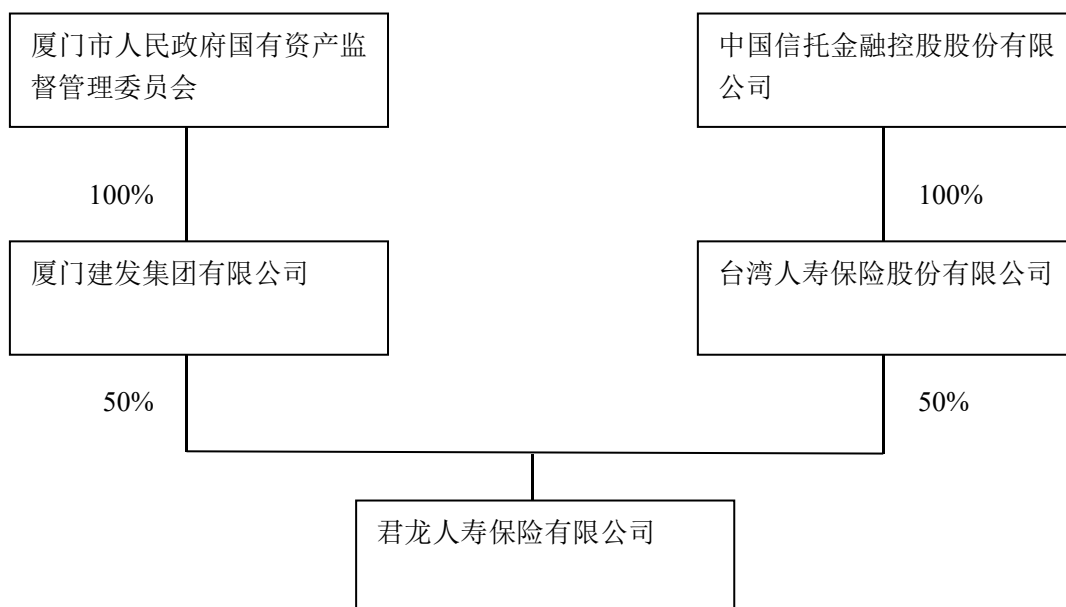 厦门市人民政府国有资产监
督管理委员会
中国信托金融控股股份有限
公司
100%
100%
厦门建发集团有限公司
台湾人寿保险股份有限公司
50%
50%
君龙人寿保险有限公司